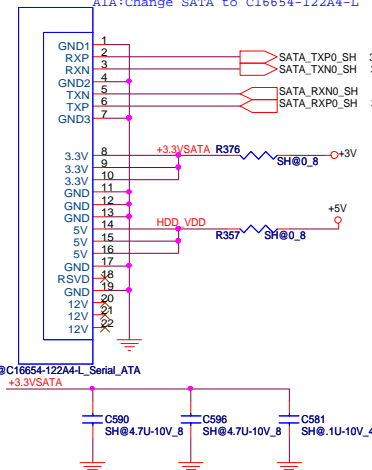 A1A:Change SATA to C16654-122A4-L
GND1 1
RXP 2 SATA_TXP0_SH 3
RXN 3 SATA_TXN0_SH
GND2 4
TXN 5 SATA_RXN0_SH
TXP 6 SATA_RXP0_SH
GND3 7
3.3V 8 +3.3VSATA R376 SH@0_8 +3V
3.3V 9
3.3V 10
GND 11
GND 12
GND 13
5V 14 HDD_VDD R357 SH@0_8 +5V
5V 15
5V 16
GND 17
RSVD 18
GND 19
12V 20
12V 21
12V 22
@C16654-122A4-L_Serial_ATA
+3.3VSATA
C590 C596 C581
SH@4.7U-10V_8 SH@4.7U-10V_8 SH@.1U-10V_4